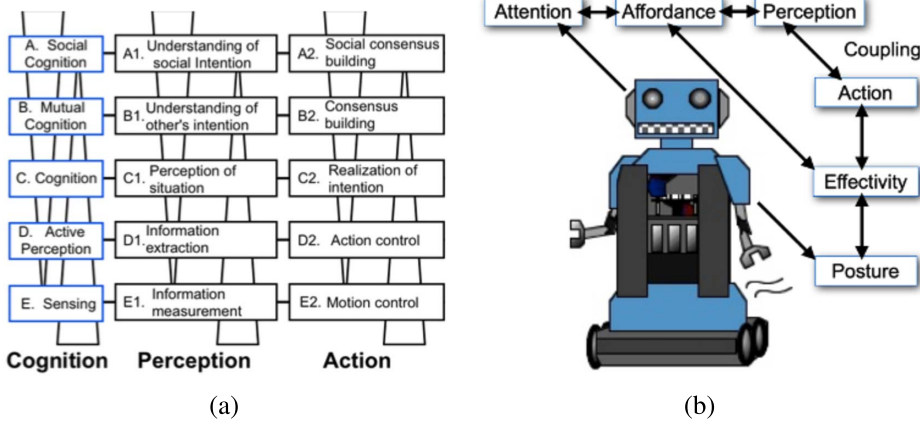 A. Social
Cognition
A1. Understanding of
social Intention
A2. Social consensus
building
B. Mutual
Cognition
B1. Understanding of
other's intention
B2. Consensus
building
C. Cognition
C1. Perception of
situation
C2. Realization of
intention
D. Active
Perception
D1. Information
extraction
D2. Action control
E. Sensing
E1. Information
measurement
E2. Motion control
Cognition Perception Action
(a)
Attention Affordance Perception
Coupling
Action
Effectivity
Posture
(b)